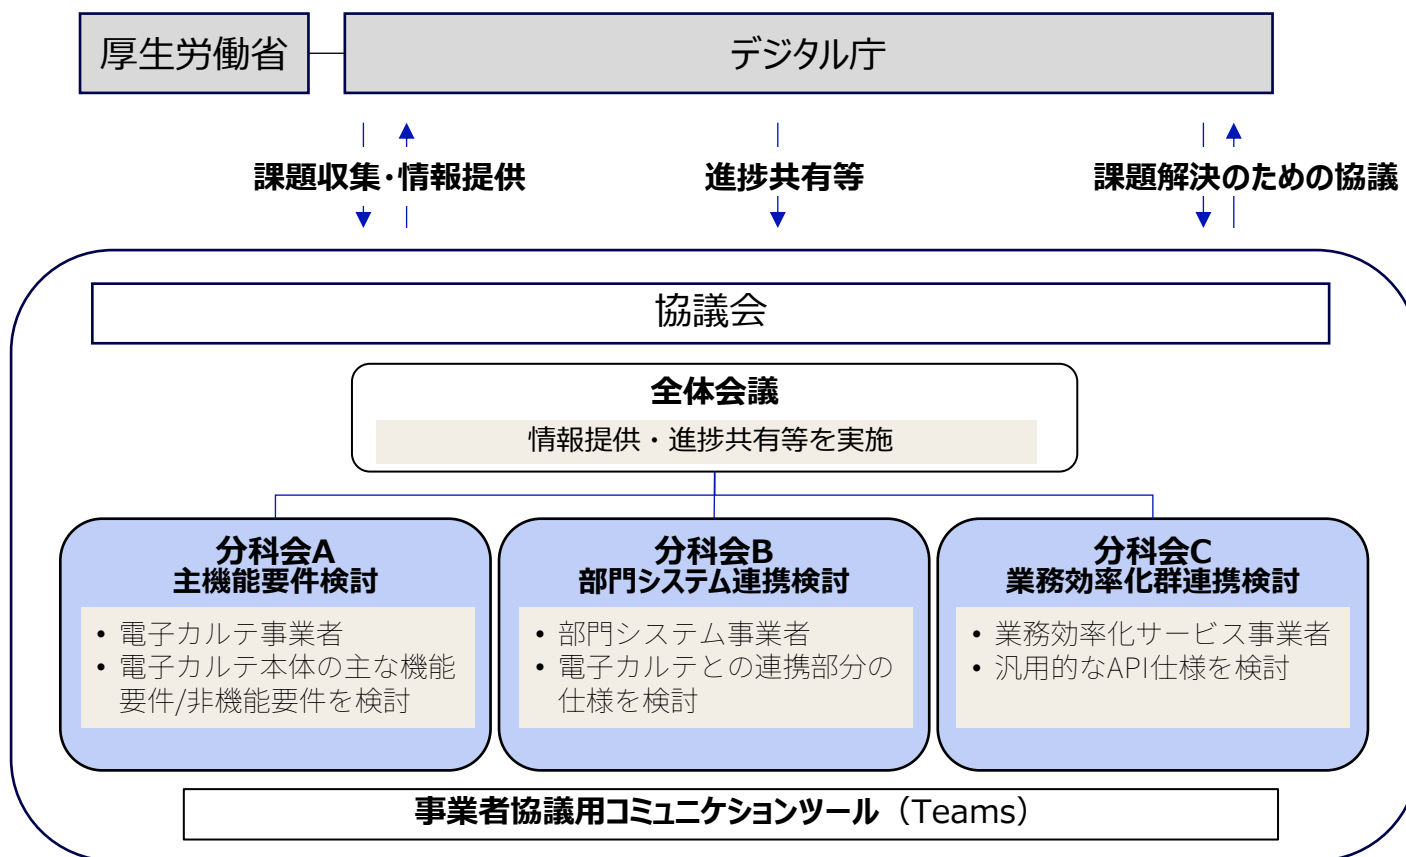 厚生労働省
デジタル庁
課題収集・情報提供
進捗共有等
課題解決のための協議
協議会
全体会議
情報提供・進捗共有等を実施
分科会A
主機能要件検討
• 電子カルテ事業者
• 電子カルテ本体の主な機能
要件/非機能要件を検討
分科会B
部門システム連携検討
• 部門システム事業者
• 電子カルテとの連携部分の
仕様を検討
分科会C
業務効率化群連携検討
• 業務効率化サービス事業者
• 汎用的なAPI仕様を検討
事業者協議用コミュニケションツール（Teams）